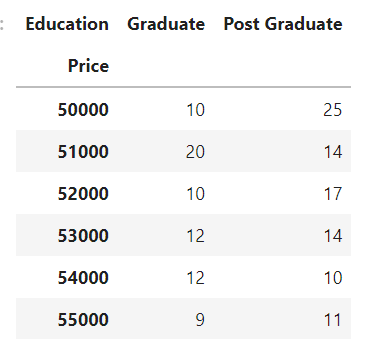 : Education Graduate Post Graduate
Price
50000 10 25
51000 20 14
52000 10 17
53000 12 14
54000 12 10
55000 9 11